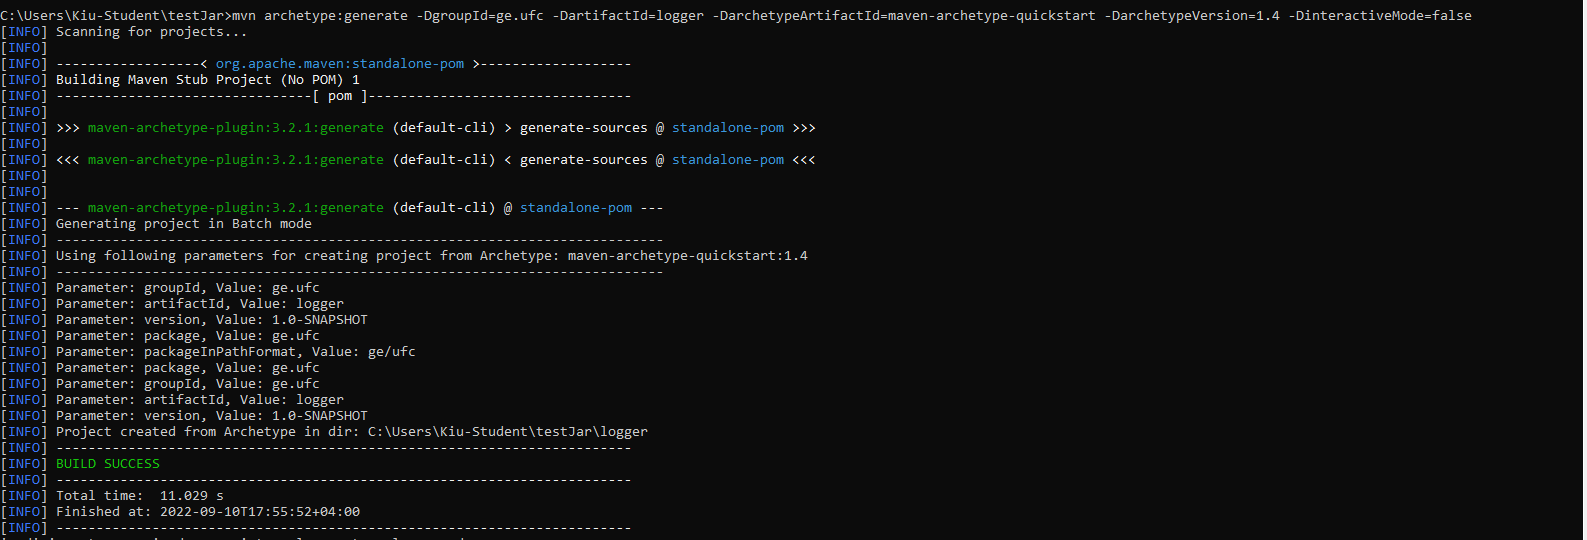 C:\Users\Kiu-Student\testJar>mvn archetype:generate -DgroupId=ge.ufc -DartifactId=logger -DarchetypeArtifactId=maven-archetype-quickstart -DarchetypeVersion=1.4 -DinteractiveMode=false
[INFO] Scanning for projects...
[INFO]
[INFO] ------------------< org.apache.maven:standalone-pom >-------------------
[INFO] Building Maven Stub Project (No POM) 1
[INFO] --------------------------------[ pom ]---------------------------------
[INFO]
[INFO] >>> maven-archetype-plugin:3.2.1:generate (default-cli) > generate-sources @ standalone-pom >>>
[INFO]
[INFO] <<< maven-archetype-plugin:3.2.1:generate (default-cli) < generate-sources @ standalone-pom <<<
[INFO]
[INFO]
[INFO] --- maven-archetype-plugin:3.2.1:generate (default-cli) @ standalone-pom ---
[INFO] Generating project in Batch mode
[INFO] ----------------------------------------------------------------------------
[INFO] Using following parameters for creating project from Archetype: maven-archetype-quickstart:1.4
[INFO] ----------------------------------------------------------------------------
[INFO] Parameter: groupId, Value: ge.ufc
[INFO] Parameter: artifactId, Value: logger
[INFO] Parameter: version, Value: 1.0-SNAPSHOT
[INFO] Parameter: package, Value: ge.ufc
[INFO] Parameter: packageInPathFormat, Value: ge/ufc
[INFO] Parameter: package, Value: ge.ufc
[INFO] Parameter: groupId, Value: ge.ufc
[INFO] Parameter: artifactId, Value: logger
[INFO] Parameter: version, Value: 1.0-SNAPSHOT
[INFO] Project created from Archetype in dir: C:\Users\Kiu-Student\testJar\logger
[INFO] ------------------------------------------------------------------------
[INFO] BUILD SUCCESS
[INFO] ------------------------------------------------------------------------
[INFO] Total time:  11.029 s
[INFO] Finished at: 2022-09-10T17:55:52+04:00
[INFO] ------------------------------------------------------------------------